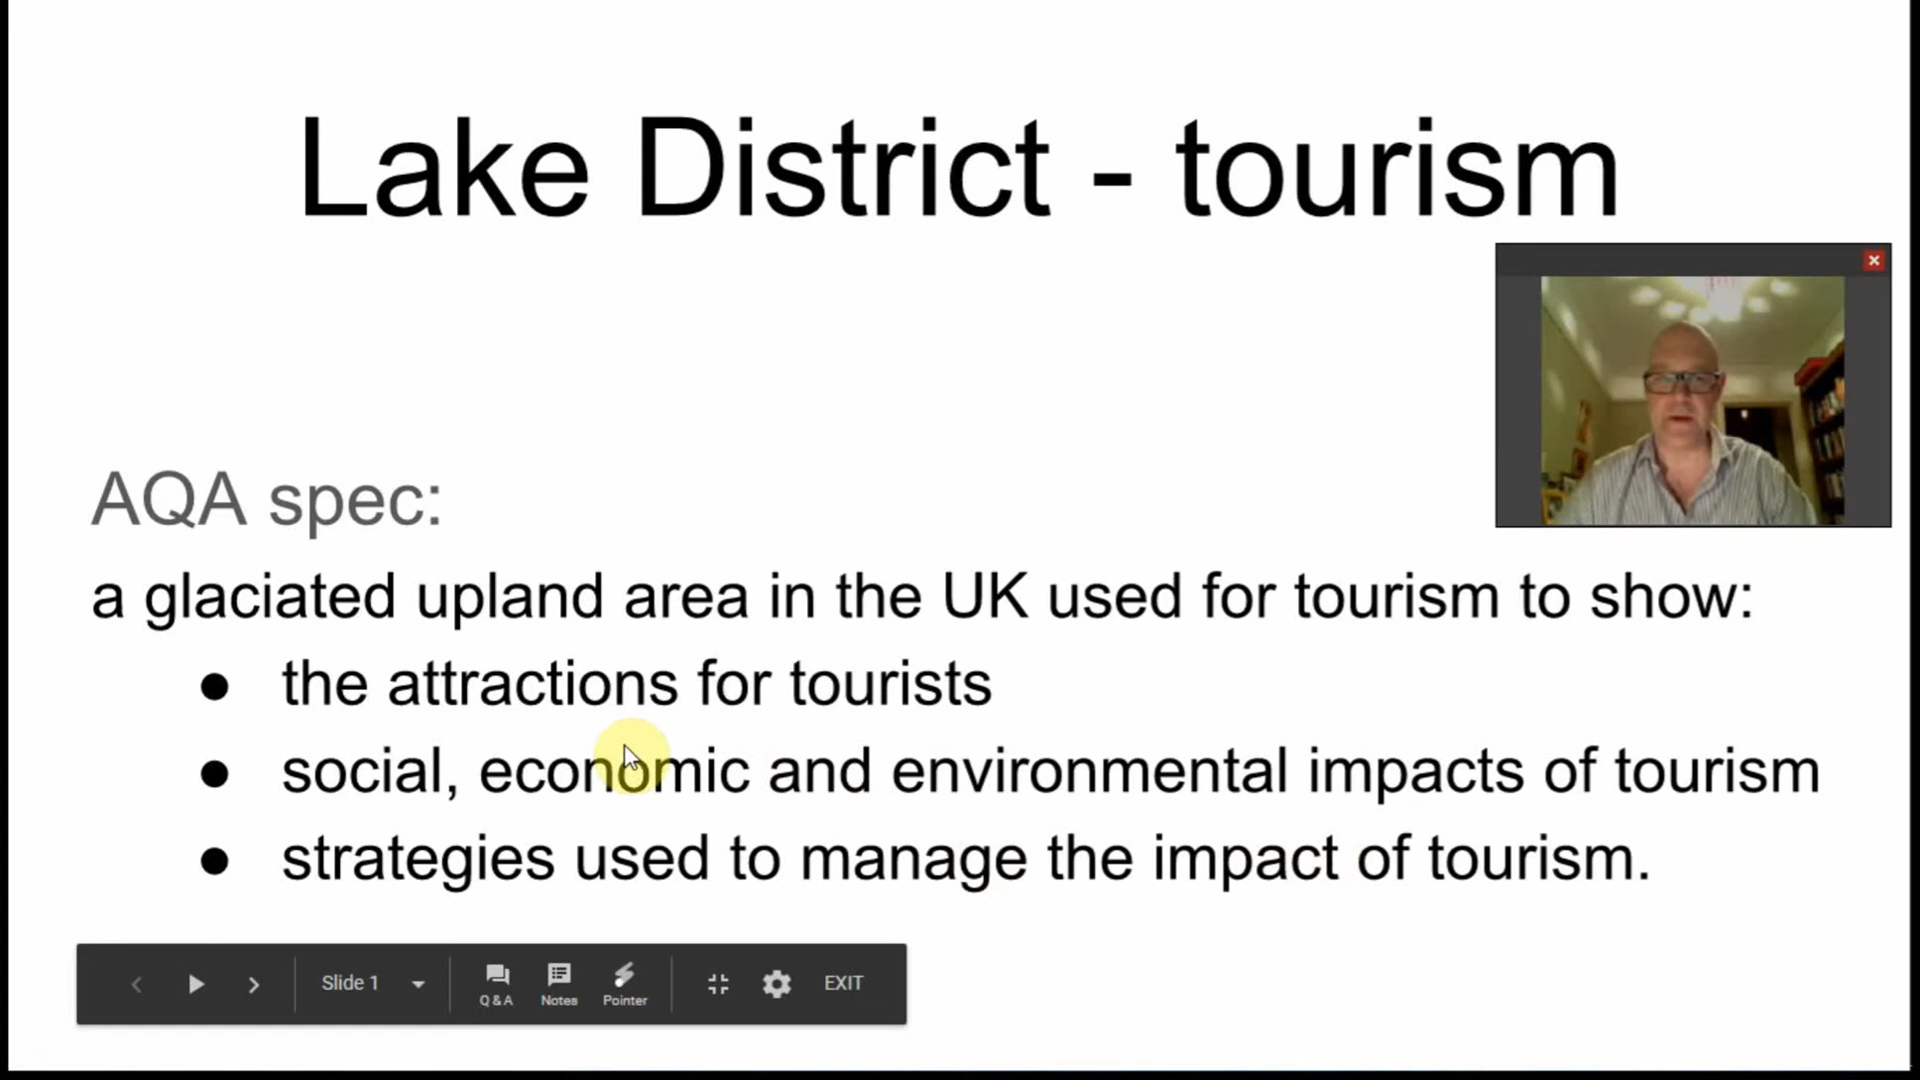 Lake District - tourism
AQA spec:
a glaciated upland area in the UK used for tourism to show:
● the attractions for tourists
● social, economic and environmental impacts of tourism
● strategies used to manage the impact of tourism.
Slide 1
Q & A
Notes
Pointer
EXIT